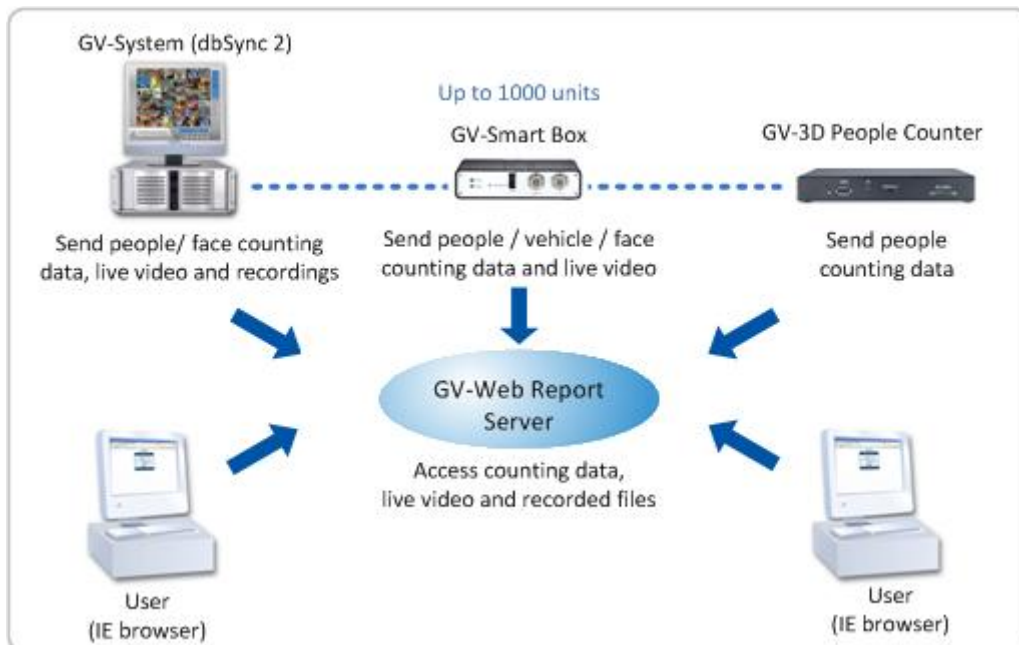 GV-System (dbSync 2)
Up to 1000 units
GV-Smart Box
GV-3D People Counter
Send people/ face counting
data, live video and recordings
Send people / vehicle / face
counting data and live video
Send people
counting data
GV-Web Report
Server
Access counting data,
live video and recorded files
User
(IE browser)
User
(IE browser)